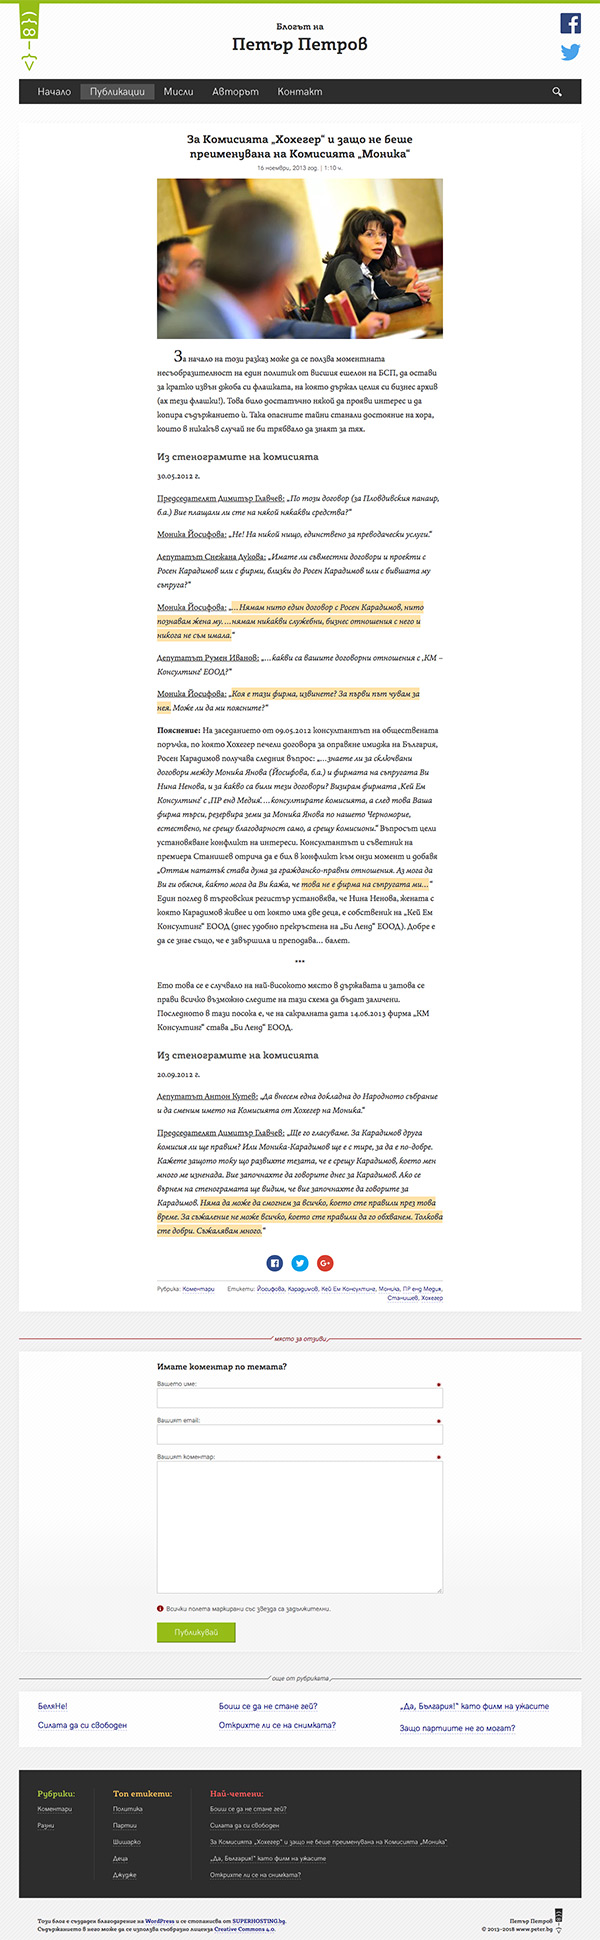 Блогът на
Петър Петров
Начало Публикации Мисли Авторът Контакт
За Комисията „Хохегер“ и защо не беше
преименувана на Комисията „Моника“
16 ноември, 2013 год. | 1:10 ч.
За начало на този разказ може да се ползва моментната
несъобразителност на един политик от висшия ешелон на БСП, да остави
за кратко извън джоба си флашката, на която държал целия си бизнес архив
(ах тези флашки!). Това било достатъчно някой да прояви интерес и да
копира съдържанието ѝ. Така опасните тайни станали достояние на хора,
които в никакъв случай не би трябвало да знаят за тях.
Из стенограмите на комисията
30.05.2012 г.
Председателят Димитър Главчев: „По този договор (за Пловдивския панаир,
б.а.) Вие плащали ли сте на някой някакви средства?“
Моника Йосифова: „Не! На никой нищо, единствено за преводачески услуги.“
Депутатът Снежана Дукова: „Имате ли съвместни договори и проекти с
Росен Карадимов или с фирми, близки до Росен Карадимов или с бившата му
съпруга?“
Моника Йосифова: „…Нямам нито един договор с Росен Карадимов, нито
познавам жена му….нямам никакви служебни, бизнес отношения с него и
никога не съм имала.“
Депутатът Румен Иванов: „…какви са вашите договорни отношения с ‚КМ –
Консултинг‘ ЕООД?“
Моника Йосифова: „Коя е тази фирма, извинете? За първи път чувам за
нея. Може ли да ми поясните?“
Пояснение: На заседанието от 09.05.2012 консултантът на обществената
поръчка, по която Хохегер печели договора за оправяне имиджа на България,
Росен Карадимов получава следния въпрос: „…знаете ли за сключвани
договори между Моника Янова (Йосифова, б.а.) и фирмата на съпругата Ви
Нина Ненова, и за какво са били тези договори? Визирам фирмата ‚Кей Ем
Консултинг‘ с ‚ПР енд Медия‘….консултирате комисията, а след това Ваша
фирма търси, резервира земи за Моника Янова по нашето Черноморие,
естествено, не срещу благодарност само, а срещу комисиони.“ Въпросът цели
установяване конфликт на интереси. Консултантът и съветник на
премиера Станишев отрича да е бил в конфликт към онзи момент и добавя
„Оттам нататък става дума за гражданско-правни отношения. Аз мога да
Ви ги обясня, както мога да Ви кажа, че това не е фирма на съпругата ми…“
Един поглед в търговския регистър установява, че Нина Ненова, жената с
която Карадимов живее и от която има две деца, е собственик на „Кей Ем
Консултинг“ ЕООД (днес удобно прекръстена на „Би Ленд“ ЕООД). Добре е
да се знае също, че е завършила и преподава… балет.
***
Ето това се е случвало на най-високото място в държавата и затова се
прави всичко възможно следите на тази схема да бъдат заличени.
Последното в тази посока е, че на сакралната дата 14.06.2013 фирма „КМ
Консултинг“ става „Би Ленд“ ЕООД.
Из стенограмите на комисията
20.09.2012 г.
Депутатът Антон Кутев: „Да внесем една докладна до Народното събрание
и да сменим името на Комисията от Хохегер на Моника.“
Председателят Димитър Главчев: „Ще го гласуваме. За Карадимов друга
комисия ли ще правим? Или Моника-Карадимов ще е с тире, за да е по-добре.
Кажете защото току що развихте тезата, че е срещу Карадимов, което мен
много ме изненада. Вие започнахте да говорите днес за Карадимов. Ако се
върнем на стенограмата ще видим, че вие започнахте да говорите за
Карадимов. Няма да може да смогнем за всичко, което сте правили през това
време. За съжаление не може всичко, което сте правили да го обхванем. Толкова
сте добри. Съжалявам много.“
Рубрика: Коментари Етикети: Йосифова, Карадимов, Кей Ем Консултинг, Моника, ПР енд Медия,
Станишев, Хохегер
място за отзиви
Имате коментар по темата?
Вашето име: *
Вашият email: *
Вашият коментар: *
Всички полета маркирани със звезда са задължителни.
Публикувай
още от рубриката
БеляНе! Боиш се да не стане гей? „Да, България!“ като филм на ужасите
Силата да си свободен Открихте ли се на снимката? Защо партиите не го могат?
Рубрики: Топ етикети: Най-четени:
Коментари Политика Боиш се да не стане гей?
Разни Партии Силата да си свободен
Шишарко За Комисията „Хохегер“ и защо не беше преименувана на Комисията „Моника“
Деца „Да, България!“ като филм на ужасите
Джудже Открихте ли се на снимката?
Този блог е създаден благодарение на WordPress и се стопанисва от SUPERHOSTING.bg. Петър Петров
Съдържанието в него може да се използва съобразно лиценза Creative Commons 4.0. © 2013–2018 www.peter.bg